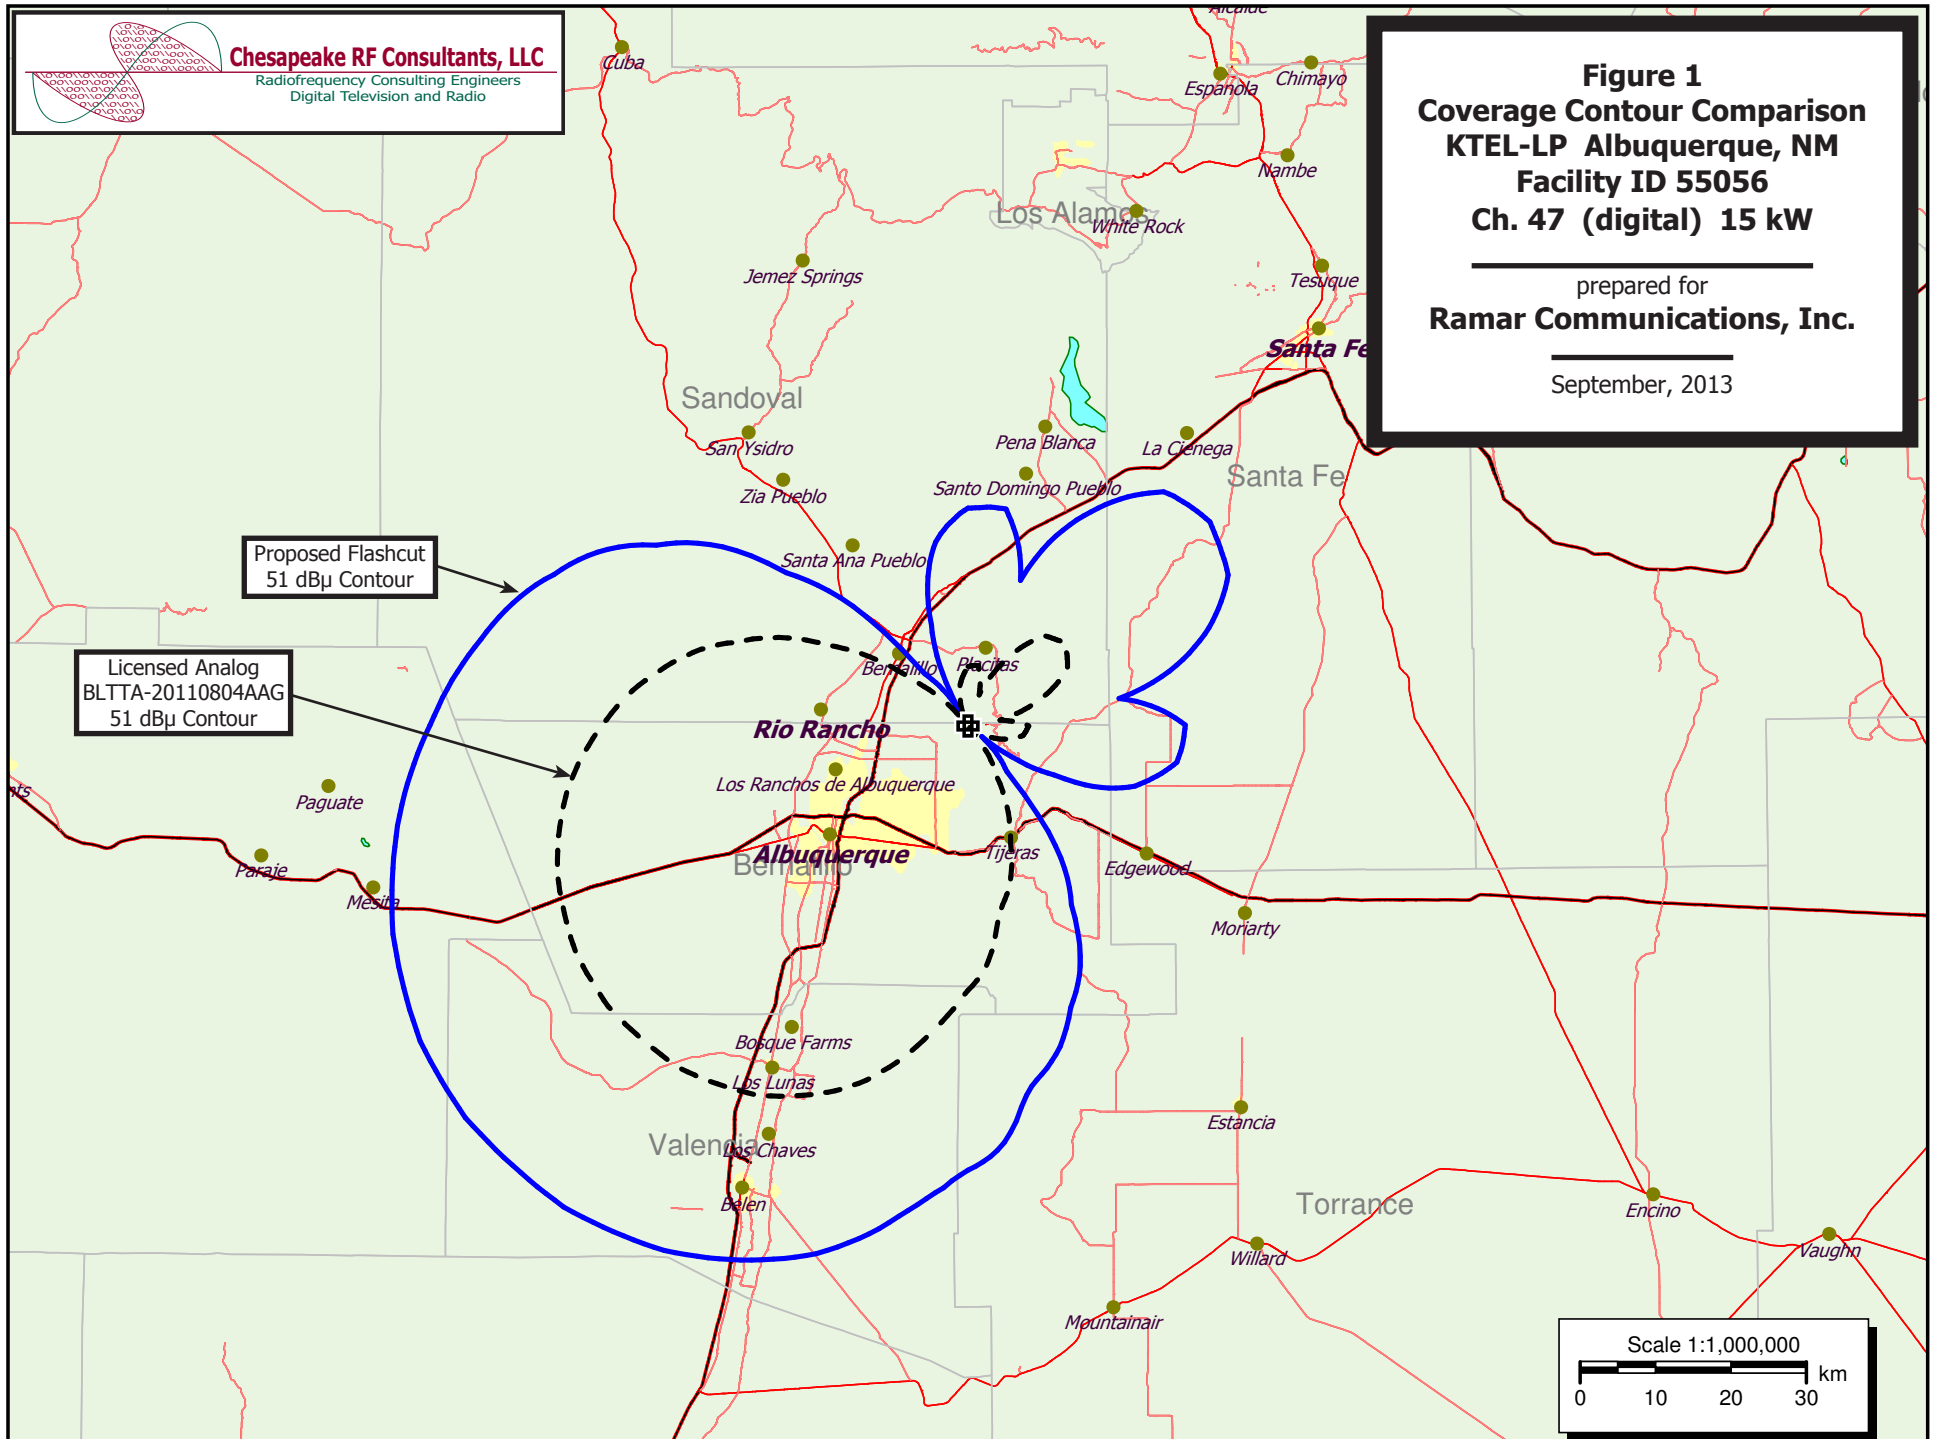 Chesapeake RF Consultants, LLC
Radiofrequency Consulting Engineers
Digital Television and Radio
Figure 1
Coverage Contour Comparison
KTEL-LP Albuquerque, NM
Facility ID 55056
Ch. 47 (digital) 15 kW
prepared for
Ramar Communications, Inc.
September, 2013
Alcalde
Cuba
Espanola
Chimayo
Nambe
Los Alamos
White Rock
Jemez Springs
Tesuque
Santa Fe
Sandoval
San Ysidro
Pena Blanca
La Cienega
Santa Fe
Zia Pueblo
Santo Domingo Pueblo
Proposed Flashcut
51 dBµ Contour
Santa Ana Pueblo
Licensed Analog
BLTTA-20110804AAG
51 dBµ Contour
Bernalillo
Placitas
Rio Rancho
Los Ranchos de Albuquerque
nts
Paguate
Albuquerque
Bernalillo
Tijeras
Edgewood
Paraje
Mesita
Moriarty
Bosque Farms
Los Lunas
Estancia
Valencia
Los Chaves
Belen
Torrance
Encino
Willard
Vaughn
Mountainair
Scale 1:1,000,000
km
0 10 20 30